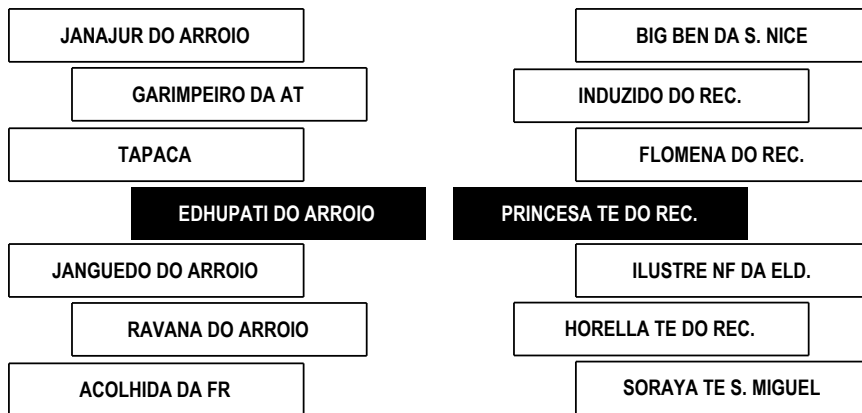 JANAJUR DO ARROIO
BIG BEN DA S. NICE
GARIMPEIRO DA AT
INDUZIDO DO REC.
TAPACA
FLOMENA DO REC.
EDHUPATI DO ARROIO
PRINCESA TE DO REC.
JANGUEDO DO ARROIO
ILUSTRE NF DA ELD.
RAVANA DO ARROIO
HORELLA TE DO REC.
ACOLHIDA DA FR
SORAYA TE S. MIGUEL